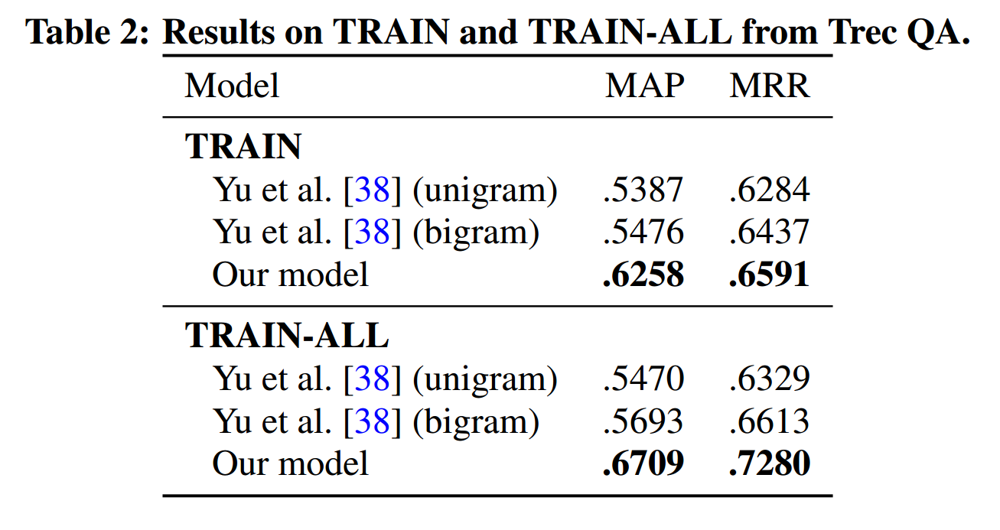 Table 2: Results on TRAIN and TRAIN-ALL from Trec QA.
Model MAP MRR
TRAIN
Yu et al. [38] (unigram) .5387 .6284
Yu et al. [38] (bigram) .5476 .6437
Our model .6258 .6591
TRAIN-ALL
Yu et al. [38] (unigram) .5470 .6329
Yu et al. [38] (bigram) .5693 .6613
Our model .6709 .7280